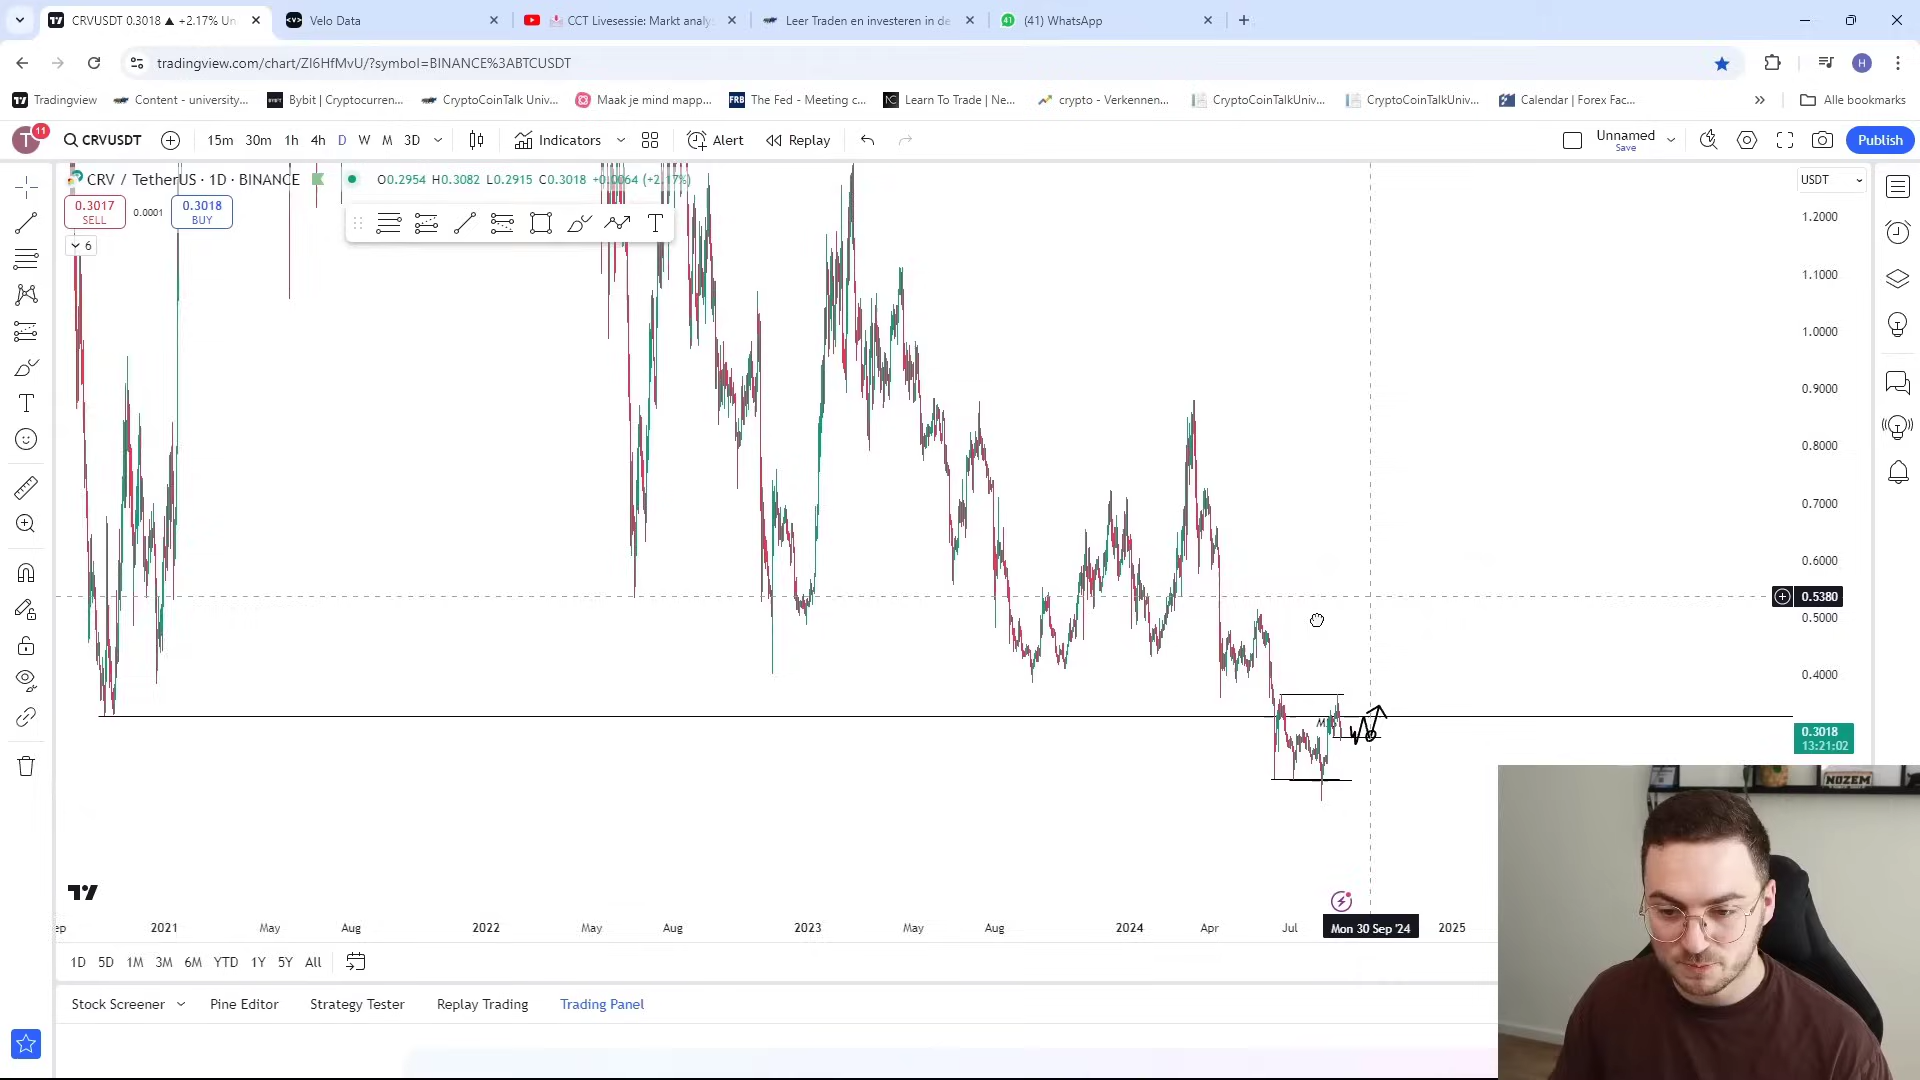 CRVUSDT 0.3018 ▲ +2.17% Un
Velo Data
CCT Livesessie: Markt analy
Leer Traden en investeren in de
(41) WhatsApp
tradingview.com/chart/ZI6HfMvU/?symbol=BINANCE%3ABTCUSDT
Tradingview
Content - university...
Bybit | Cryptocurren...
CryptoCoinTalk Univ...
Maak je mind mapp...
FRB
The Fed - Meeting c...
Learn To Trade | Ne...
crypto - Verkennen...
CryptoCoinTalkUniv...
CryptoCoinTalkUniv...
Calendar | Forex Fac...
Alle bookmarks
T 11
CRVUSDT
15m 30m 1h 4h D W M 3D
Indicators
Alert
Replay
Unnamed
Save
Publish
CRV / TetherUS · 1D · BINANCE
O0.2954 H0.3082 L0.2915 C0.3018 +0.0064 (+2.17%)
USDT
0.3017
SELL
0.0001
0.3018
BUY
6
1.2000
1.1000
1.0000
0.9000
0.8000
0.7000
0.6000
0.5380
0.5000
0.4000
0.3018
13:21:02
NOZEM
2021 May Aug 2022 May Aug 2023 May Aug 2024 Apr Jul Mon 30 Sep '24 2025
1D 5D 1M 3M 6M YTD 1Y 5Y All
Stock Screener
Pine Editor
Strategy Tester
Replay Trading
Trading Panel